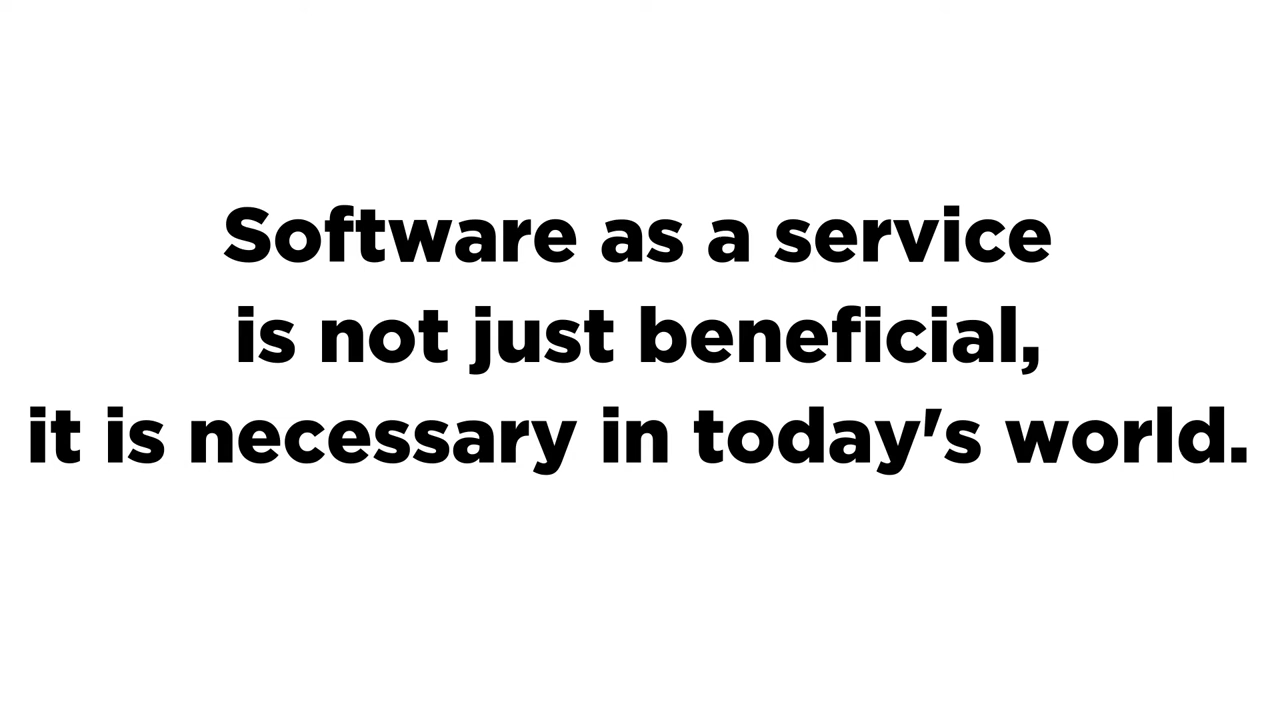 Software as a service
is not just beneficial,
it is necessary in today's world.